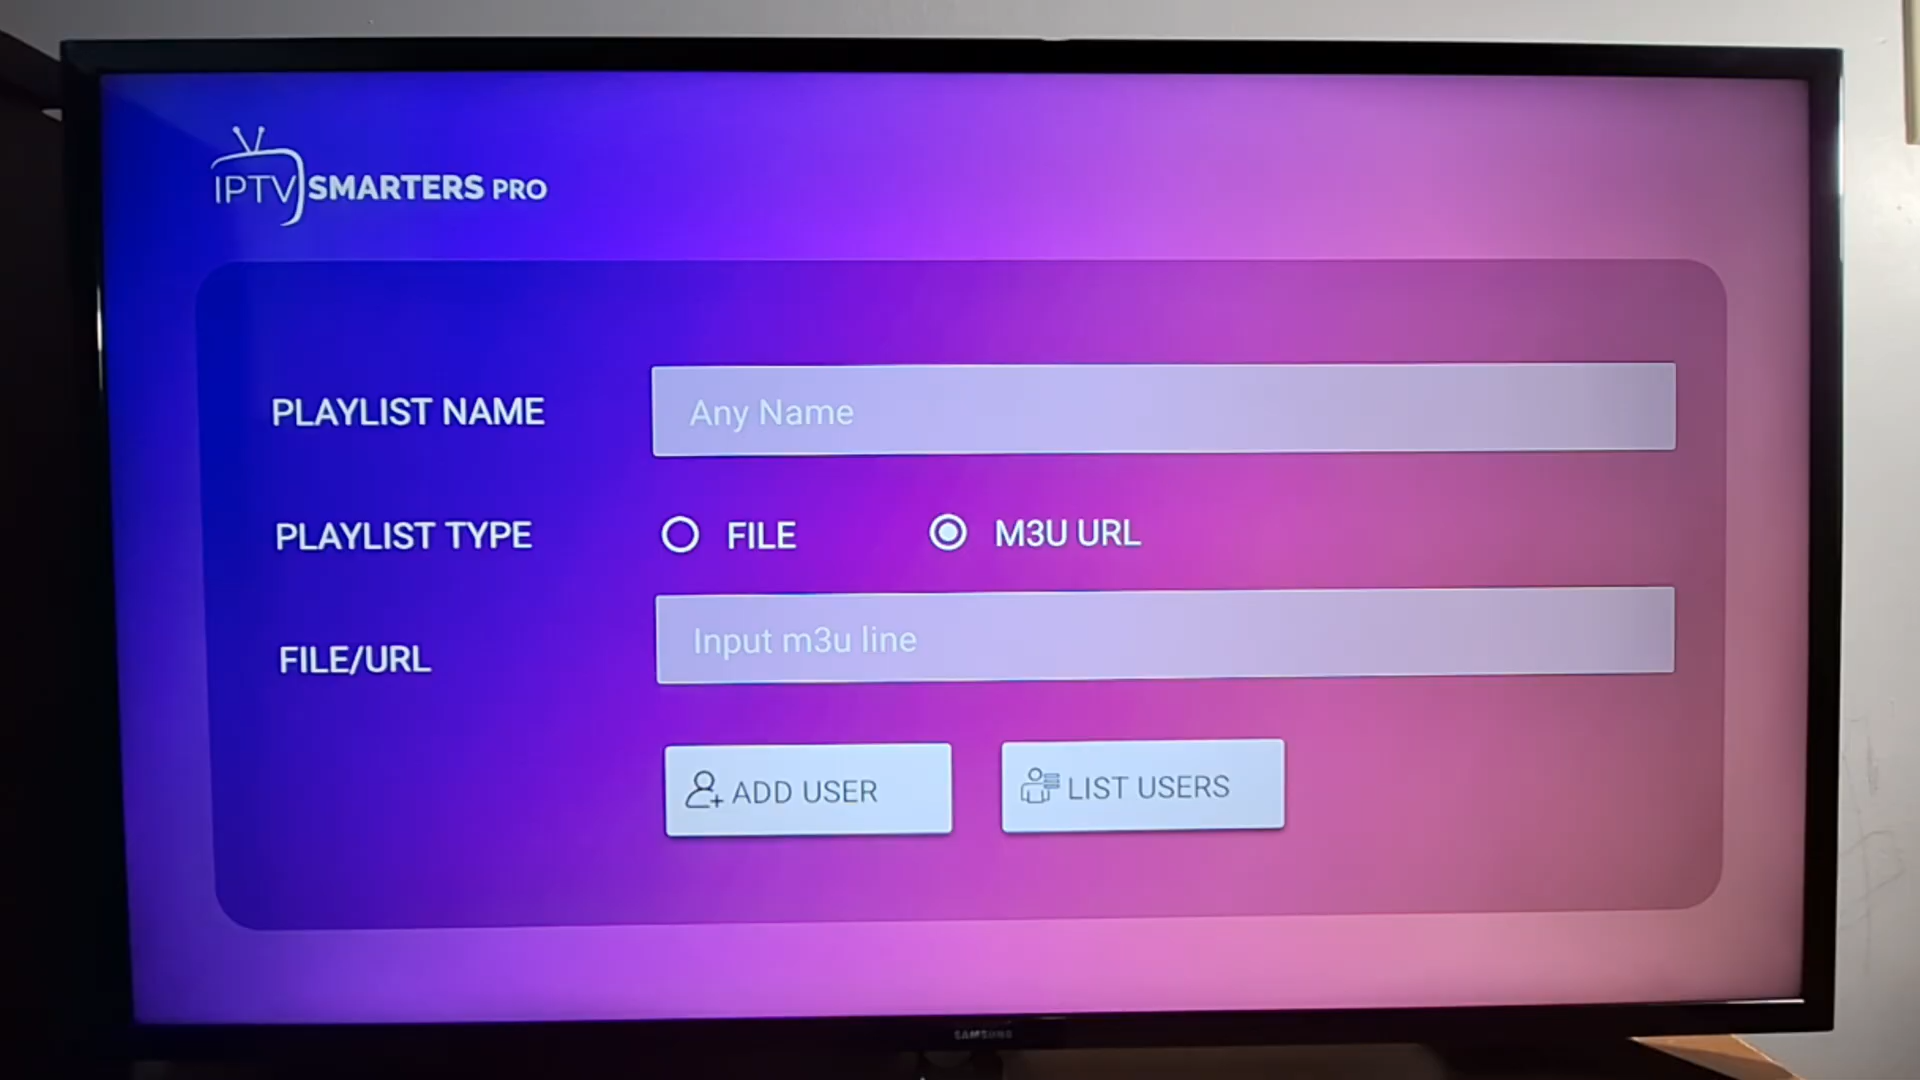 IPTV SMARTERS PRO
PLAYLIST NAME
Any Name
PLAYLIST TYPE
FILE
M3U URL
FILE/URL
Input m3u line
ADD USER
LIST USERS
SAMSUNG